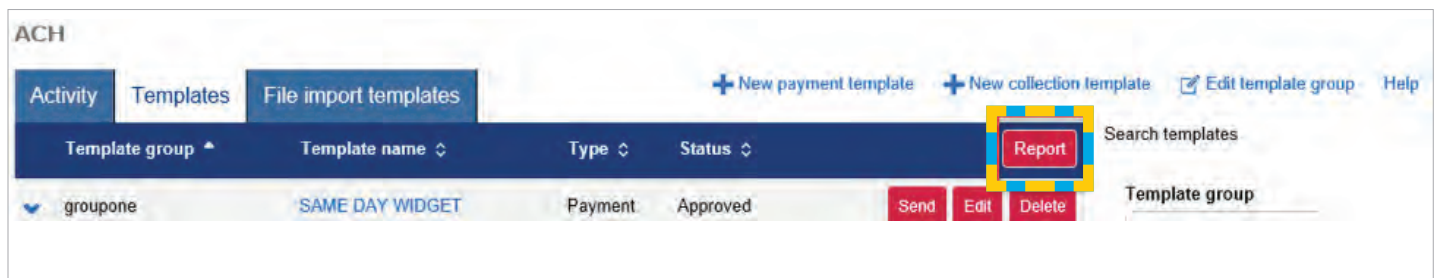 ACH
Activity Templates File import templates New payment template New collection template Edit template group Help
Template group Template name Type Status Report Search templates
groupone SAME DAY WIDGET Payment Approved Send Edit Delete Template group